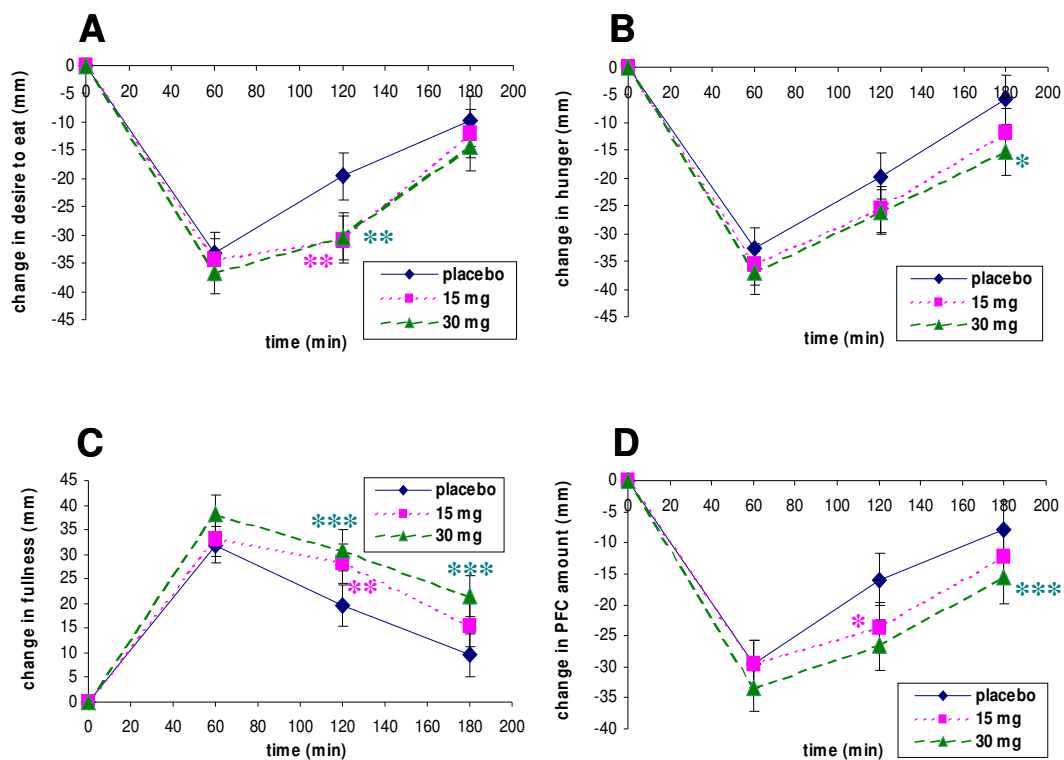 A
change in desire to eat (mm)
0
-5
-10
-15
-20
-25
-30
-35
-40
-45
0 20 40 60 80 100 120 140 160 180 200
**
**
placebo
15 mg
30 mg
time (min)
B
change in hunger (mm)
0
-5
-10
-15
-20
-25
-30
-35
-40
-45
0 20 40 60 80 100 120 140 160 180 200
*
placebo
15 mg
30 mg
time (min)
C
change in fullness (mm)
45
40
35
30
25
20
15
10
5
0
0 20 40 60 80 100 120 140 160 180 200
***
**
***
placebo
15 mg
30 mg
time (min)
D
change in PFC amount (mm)
0
-5
-10
-15
-20
-25
-30
-35
-40
0 20 40 60 80 100 120 140 160 180 200
*
***
placebo
15 mg
30 mg
time (min)